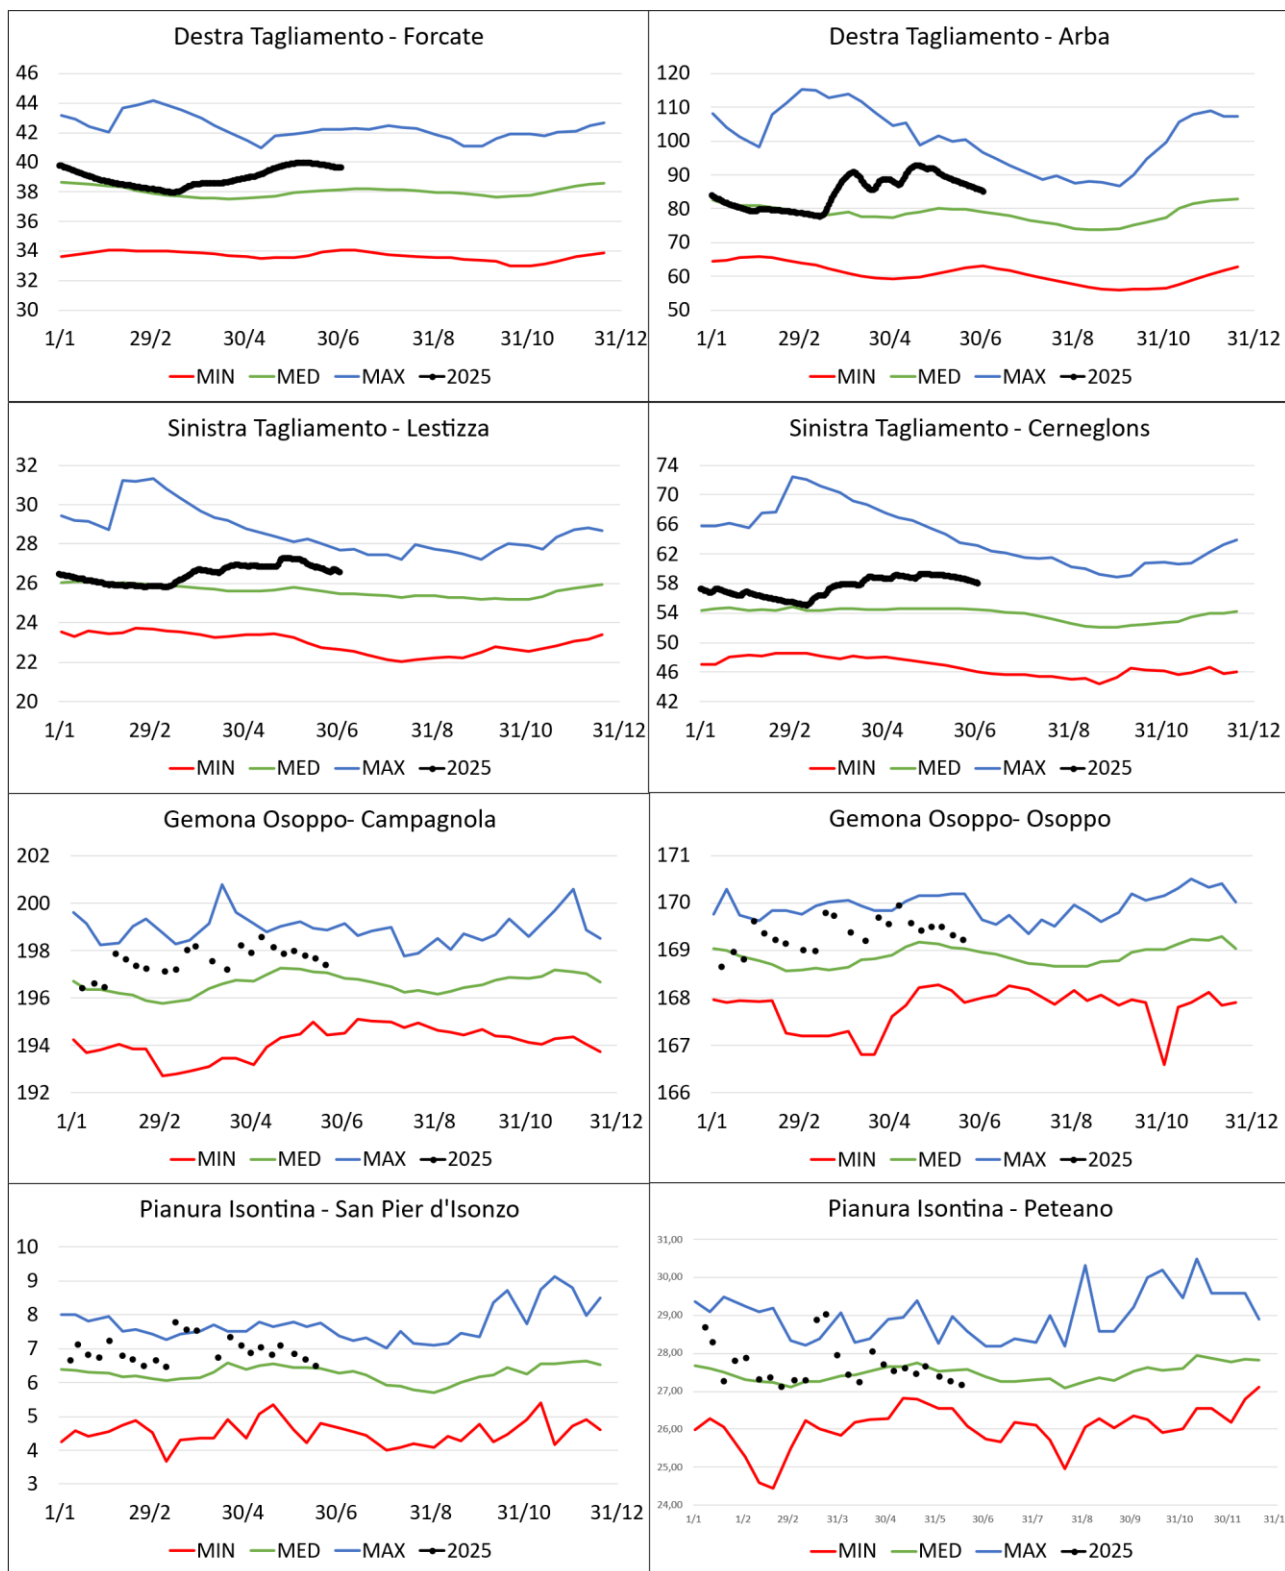 Destra Tagliamento - Forcate
46
44
42
40
38
36
34
32
30
1/1 29/2 30/4 30/6 31/8 31/10 31/12
MIN MED MAX 2025
Destra Tagliamento - Arba
120
110
100
90
80
70
60
50
1/1 29/2 30/4 30/6 31/8 31/10 31/12
MIN MED MAX 2025
Sinistra Tagliamento - Lestizza
32
30
28
26
24
22
20
1/1 29/2 30/4 30/6 31/8 31/10 31/12
MIN MED MAX 2025
Sinistra Tagliamento - Cerneglons
74
70
66
62
58
54
50
46
42
1/1 29/2 30/4 30/6 31/8 31/10 31/12
MIN MED MAX 2025
Gemona Osoppo- Campagnola
202
200
198
196
194
192
1/1 29/2 30/4 30/6 31/8 31/10 31/12
MIN MED MAX 2025
Gemona Osoppo- Osoppo
171
170
169
168
167
166
1/1 29/2 30/4 30/6 31/8 31/10 31/12
MIN MED MAX 2025
Pianura Isontina - San Pier d'Isonzo
10
9
8
7
6
5
4
3
1/1 29/2 30/4 30/6 31/8 31/10 31/12
MIN MED MAX 2025
Pianura Isontina - Peteano
31,00
30,00
29,00
28,00
27,00
26,00
25,00
24,00
1/1 1/2 29/2 31/3 30/4 31/5 30/6 31/7 31/8 30/9 31/10 30/11 31/1
MIN MED MAX 2025